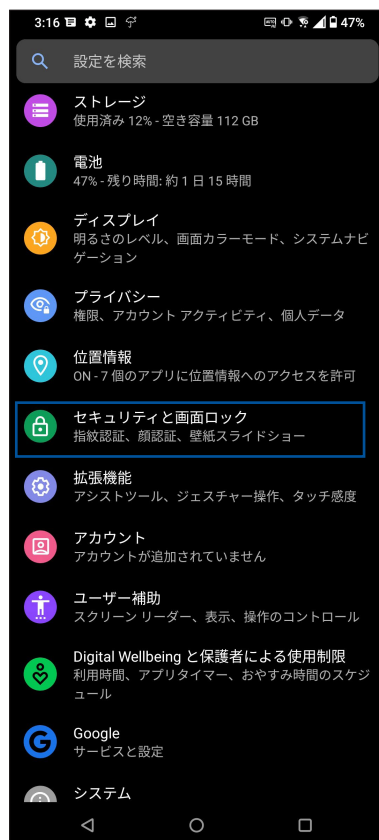 3:16 47%
設定を検索
ストレージ
使用済み 12% - 空き容量 112 GB
電池
47% - 残り時間: 約 1 日 15 時間
ディスプレイ
明るさのレベル、画面カラーモード、システムナビ
ゲーション
プライバシー
権限、アカウント アクティビティ、個人データ
位置情報
ON - 7 個のアプリに位置情報へのアクセスを許可
セキュリティと画面ロック
指紋認証、顔認証、壁紙スライドショー
拡張機能
アシストツール、ジェスチャー操作、タッチ感度
アカウント
アカウントが追加されていません
ユーザー補助
スクリーン リーダー、表示、操作のコントロール
Digital Wellbeing と保護者による使用制限
利用時間、アプリタイマー、おやすみ時間のスケジ
ュール
Google
サービスと設定
システム